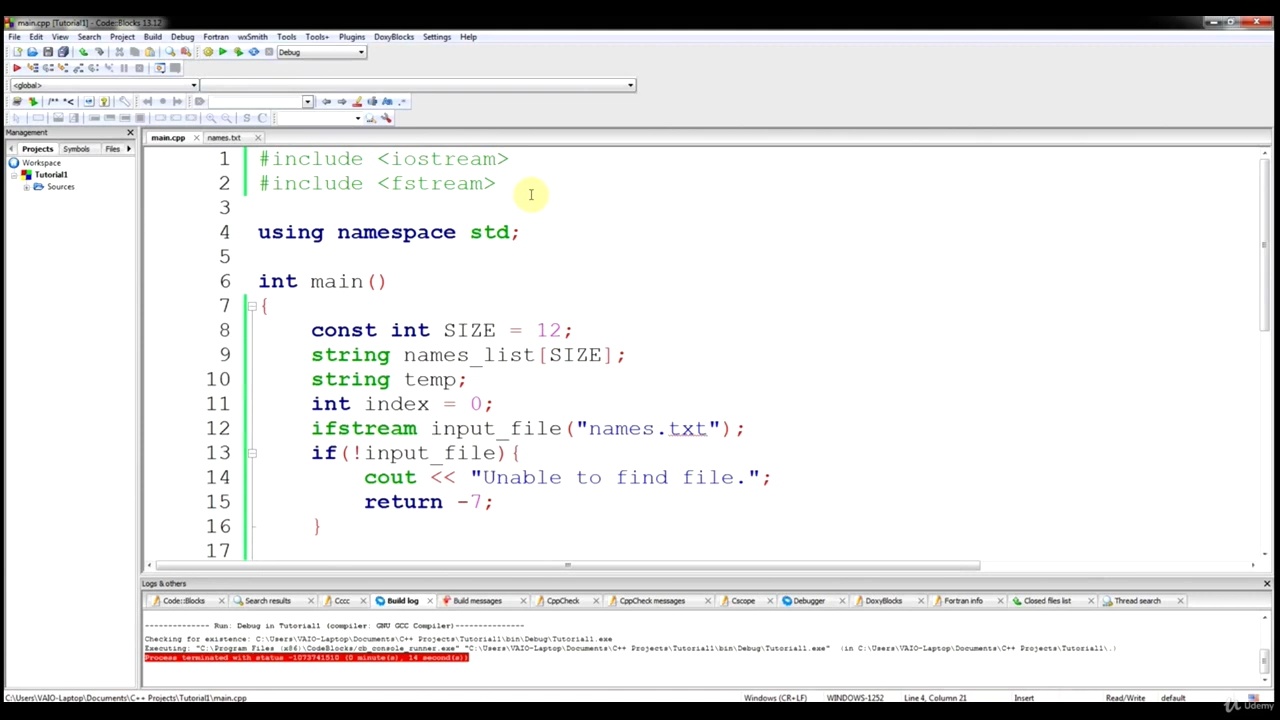 main.cpp [Tutorial1] - Code::Blocks 13.12
File Edit View Search Project Build Debug Fortran wxSmith Tools Tools+ Plugins DoxyBlocks Settings Help
Debug
<global>
/** *<
S C
Management
main.cpp names.txt
Projects Symbols Files
Workspace
Tutorial1
Sources
1 #include <iostream>
2 #include <fstream>
3
4 using namespace std;
5
6 int main()
7 {
8 const int SIZE = 12;
9 string names_list[SIZE];
10 string temp;
11 int index = 0;
12 ifstream input_file("names.txt");
13 if(!input_file){
14 cout << "Unable to find file.";
15 return -7;
16 }
17
Logs & others
Code::Blocks Search results Cccc Build log Build messages CppCheck CppCheck messages Cscope Debugger DoxyBlocks Fortran info Closed files list Thread search
-------------- Run: Debug in Tutorial1 (compiler: GNU GCC Compiler)---------------
Checking for existence: C:\Users\VAIO-Laptop\Documents\C++ Projects\Tutorial1\bin\Debug\Tutorial1.exe
Executing: "C:\Program Files (x86)\CodeBlocks/cb_console_runner.exe" "C:\Users\VAIO-Laptop\Documents\C++ Projects\Tutorial1\bin\Debug\Tutorial1.exe"  (in C:\Users\VAIO-Laptop\Documents\C++ Projects\Tutorial1\.)
Process terminated with status -1073741510 (0 minute(s), 14 second(s))
C:\Users\VAIO-Laptop\Documents\C++ Projects\Tutorial1\main.cpp Windows (CR+LF) WINDOWS-1252 Line 4, Column 21 Insert Read/Write default
Udemy